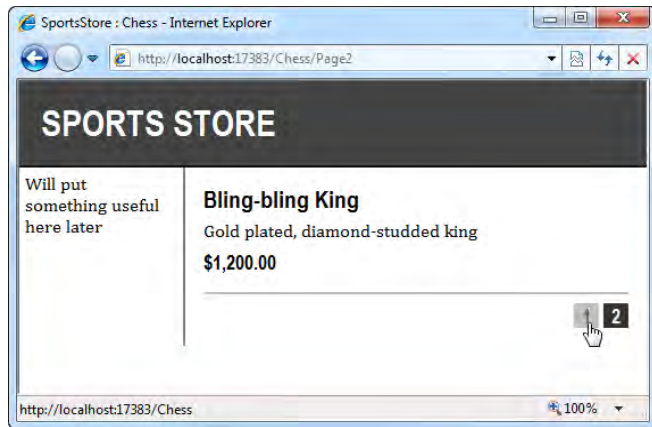 SportsStore : Chess - Internet Explorer
http://localhost:17383/Chess/Page2
SPORTS STORE
Will put
something useful
here later
Bling-bling King
Gold plated, diamond-studded king
$1,200.00
1 2
http://localhost:17383/Chess
100%